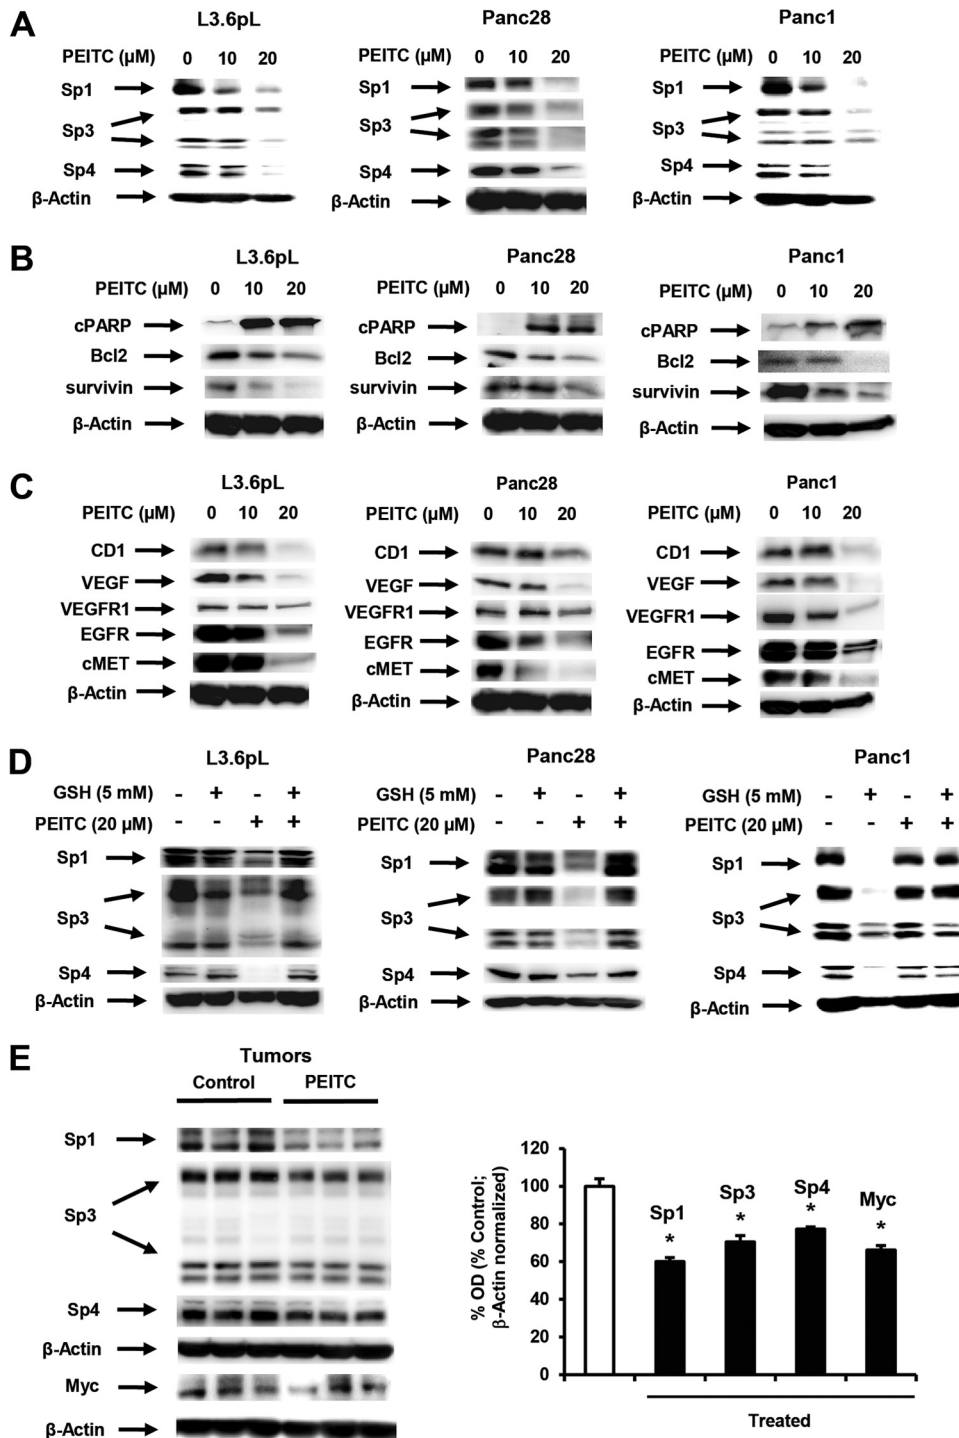 A
L3.6pL
Panc28
Panc1
PEITC (µM) 0 10 20
PEITC (µM) 0 10 20
PEITC (µM) 0 10 20
Sp1
Sp1
Sp1
Sp3
Sp3
Sp3
Sp4
Sp4
Sp4
β-Actin
β-Actin
β-Actin
B
L3.6pL
Panc28
Panc1
PEITC (µM) 0 10 20
PEITC (µM) 0 10 20
PEITC (µM) 0 10 20
cPARP
cPARP
cPARP
Bcl2
Bcl2
Bcl2
survivin
survivin
survivin
β-Actin
β-Actin
β-Actin
C
L3.6pL
Panc28
Panc1
PEITC (µM) 0 10 20
PEITC (µM) 0 10 20
PEITC (µM) 0 10 20
CD1
CD1
CD1
VEGF
VEGF
VEGF
VEGFR1
VEGFR1
VEGFR1
EGFR
EGFR
EGFR
cMET
cMET
cMET
β-Actin
β-Actin
β-Actin
D
L3.6pL
Panc28
Panc1
GSH (5 mM) - + - +
GSH (5 mM) - + - +
GSH (5 mM) - + - +
PEITC (20 µM) - - + +
PEITC (20 µM) - - + +
PEITC (20 µM) - - + +
Sp1
Sp1
Sp1
Sp3
Sp3
Sp3
Sp4
Sp4
Sp4
β-Actin
β-Actin
β-Actin
E
Tumors
Control PEITC
Sp1
Sp3
Sp4
β-Actin
Myc
β-Actin
% OD (% Control;
β-Actin normalized)
120
100
80
60
40
20
0
Sp1
*
Sp3
*
Sp4
*
Myc
*
Treated